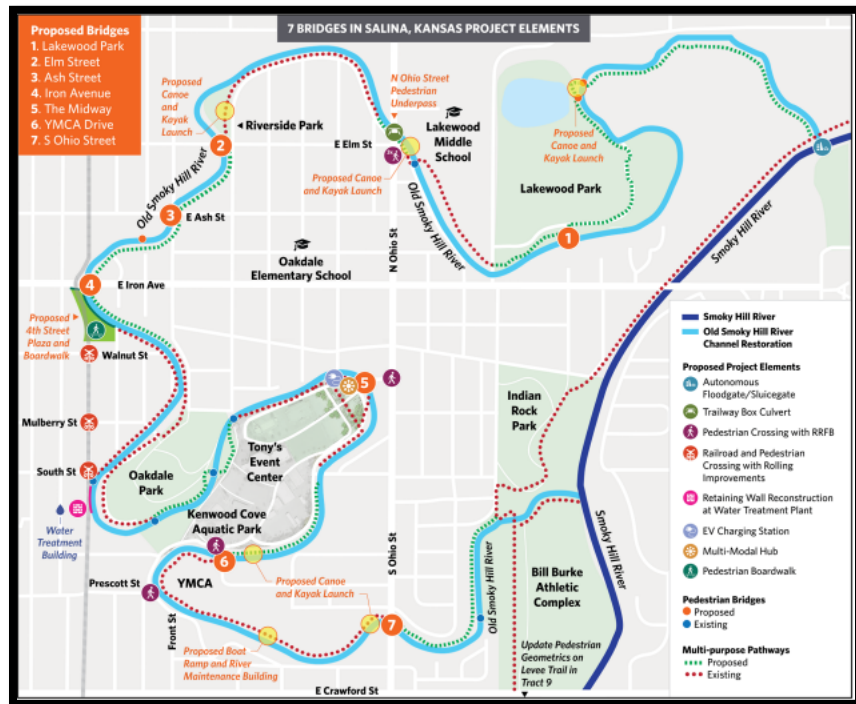 7 BRIDGES IN SALINA, KANSAS PROJECT ELEMENTS
Proposed Bridges
1. Lakewood Park
2. Elm Street
3. Ash Street
4. Iron Avenue
5. The Midway
6. YMCA Drive
7. S Ohio Street
Proposed
Canoe
and
Kayak
Launch
Riverside Park
2
N Ohio Street
Pedestrian
Underpass
Lakewood
Middle
School
E Elm St
Proposed Canoe
and Kayak Launch
Proposed
Canoe and
Kayak Launch
Lakewood Park
Old Smoky Hill River
3
E Ash St
Oakdale
Elementary School
N Ohio St
Old Smoky Hill River
1
Smoky Hill River
4
E Iron Ave
Proposed
4th Street
Plaza and
Boardwalk
Walnut St
Mulberry St
South St
Water
Treatment
Building
Oakdale
Park
5
Tony's
Event
Center
Kenwood Cove
Aquatic Park
Indian
Rock
Park
S Ohio St
Old Smoky Hill River
Smoky Hill River
6
Prescott St
YMCA
Proposed Canoe
and Kayak Launch
Front St
7
Proposed Boat
Ramp and River
Maintenance Building
Bill Burke
Athletic
Complex
Update Pedestrian
Geometrics on
Levee Trail in
Tract 9
E Crawford St
Smoky Hill River
Old Smoky Hill River
Channel Restoration
Proposed Project Elements
Autonomous
Floodgate/Sluicegate
Trailway Box Culvert
Pedestrian Crossing with RRFB
Railroad and Pedestrian
Crossing with Rolling
Improvements
Retaining Wall Reconstruction
at Water Treatment Plant
EV Charging Station
Multi-Modal Hub
Pedestrian Boardwalk
Pedestrian Bridges
Proposed
Existing
Multi-purpose Pathways
Proposed
Existing